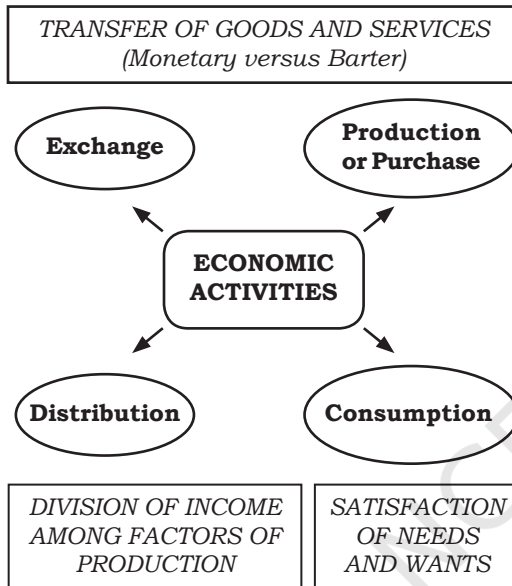 TRANSFER OF GOODS AND SERVICES
(Monetary versus Barter)
Exchange
Production
or Purchase
ECONOMIC
ACTIVITIES
Distribution
Consumption
DIVISION OF INCOME
AMONG FACTORS OF
PRODUCTION
SATISFACTION
OF NEEDS
AND WANTS